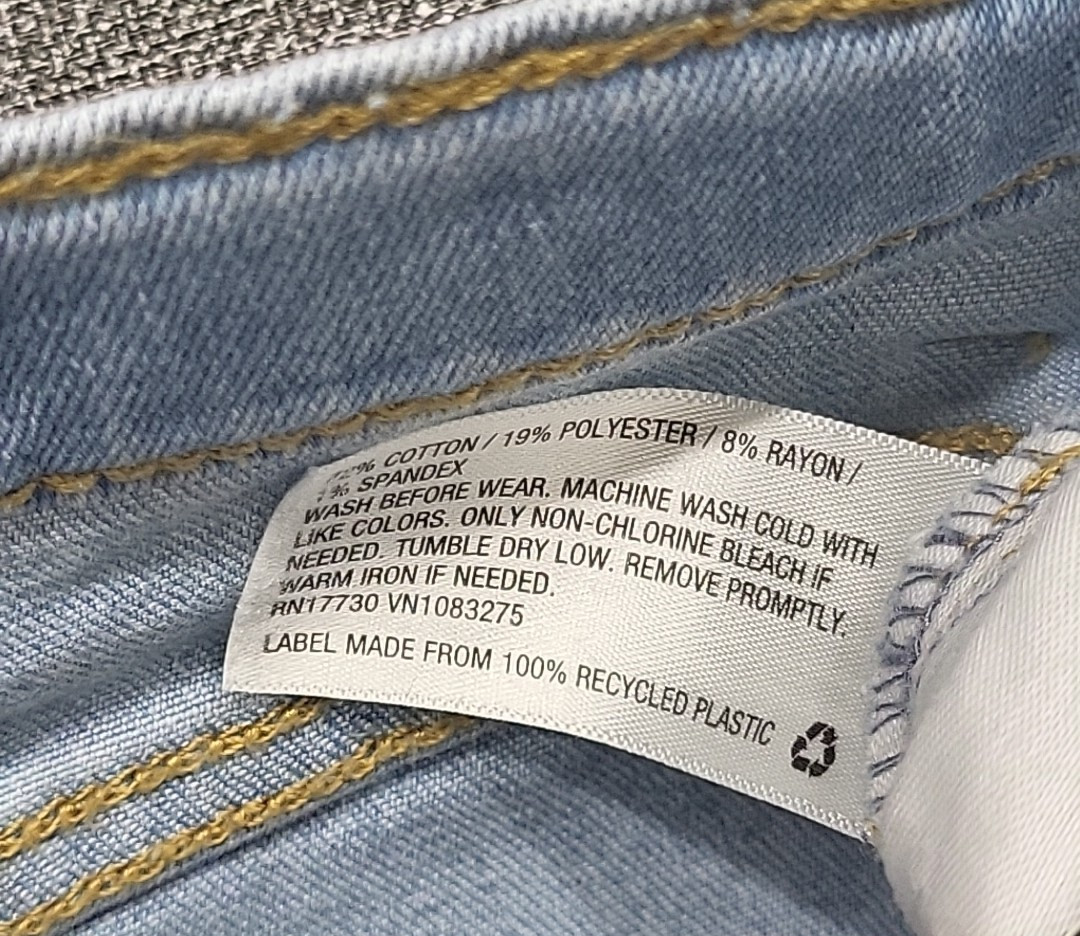 COTTON / 19% POLYESTER / 8% RAYON /
% SPANDEX
WASH BEFORE WEAR. MACHINE WASH COLD WITH
LIKE COLORS. ONLY NON-CHLORINE BLEACH IF
NEEDED. TUMBLE DRY LOW. REMOVE PROMPTLY.
WARM IRON IF NEEDED.
RN17730 VN1083275
LABEL MADE FROM 100% RECYCLED PLASTIC